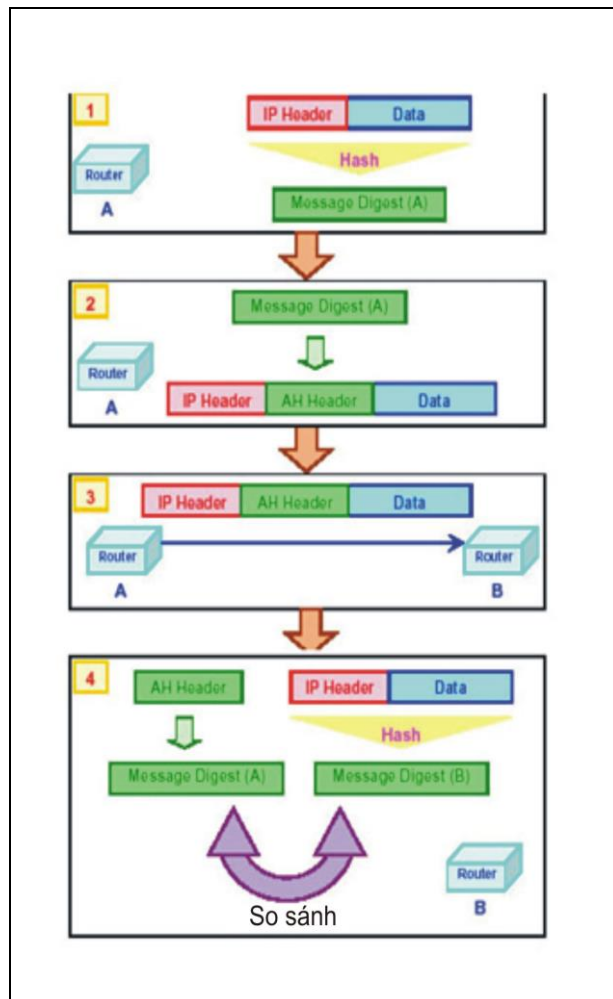 1
IP Header Data
Hash
Router
A
Message Digest (A)
2
Message Digest (A)
Router
A
IP Header AH Header Data
3
IP Header AH Header Data
Router Router
A B
4
AH Header IP Header Data
Hash
Message Digest (A) Message Digest (B)
Router
B
So sánh